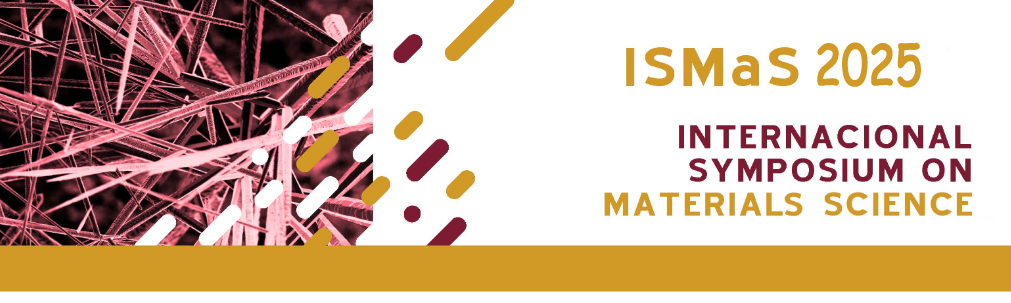 ISMaS 2025
INTERNACIONAL
SYMPOSIUM ON
MATERIALS SCIENCE